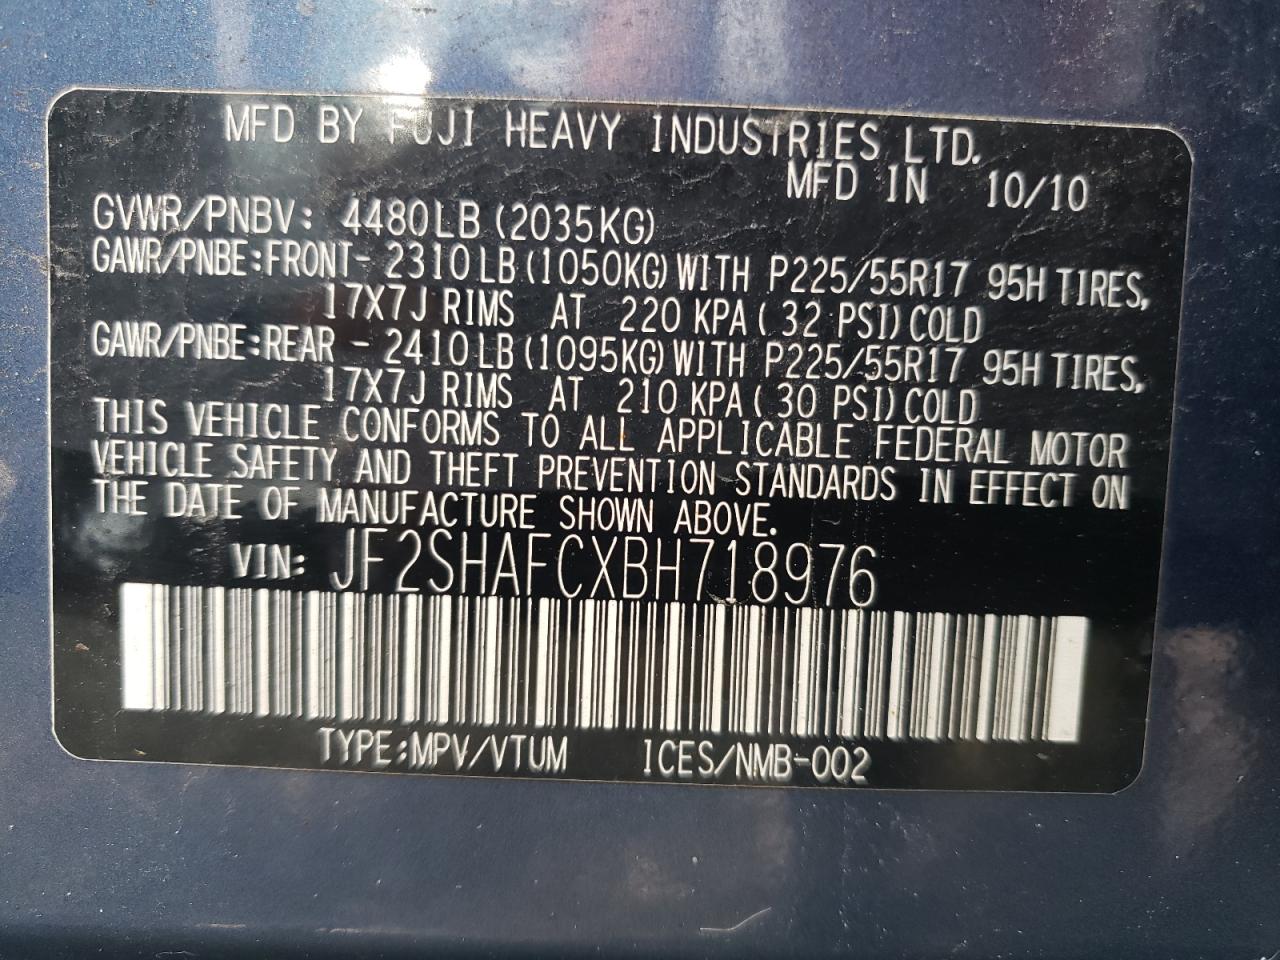 MFD BY FUJI HEAVY INDUSTRIES LTD.
MFD IN 10/10
GVWR/PNBV: 4480LB (2035KG)
GAWR/PNBE:FRONT- 2310LB (1050KG) WITH P225/55R17 95H TIRES,
17X7J RIMS AT 220 KPA ( 32 PSI) COLD
GAWR/PNBE:REAR - 2410LB (1095KG) WITH P225/55R17 95H TIRES,
17X7J RIMS AT 210 KPA ( 30 PSI) COLD
THIS VEHICLE CONFORMS TO ALL APPLICABLE FEDERAL MOTOR
VEHICLE SAFETY AND THEFT PREVENTION STANDARDS IN EFFECT ON
THE DATE OF MANUFACTURE SHOWN ABOVE.
VIN: JF2SHAFCXBH718976
TYPE:MPV/VTUM ICES/NMB-002